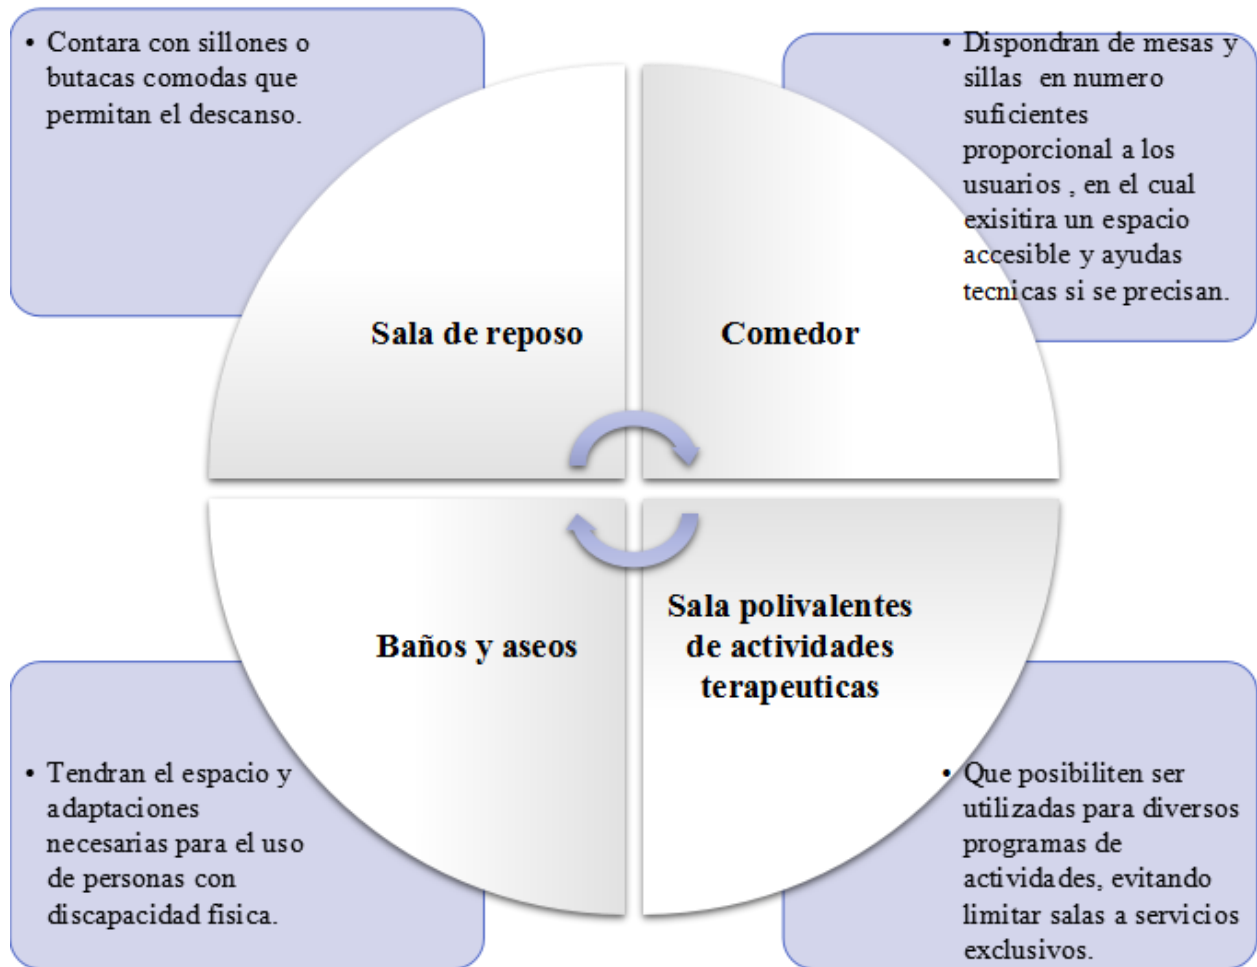 • Contara con sillones o
butacas comodas que
permitan el descanso.
• Dispondran de mesas y
sillas en numero
suficientes
proporcional a los
usuarios , en el cual
exisitira un espacio
accesible y ayudas
tecnicas si se precisan.
Sala de reposo
Comedor
Baños y aseos
Sala polivalentes
de actividades
terapeuticas
• Tendran el espacio y
adaptaciones
necesarias para el uso
de personas con
discapacidad fisica.
• Que posibiliten ser
utilizadas para diversos
programas de
actividades, evitando
limitar salas a servicios
exclusivos.